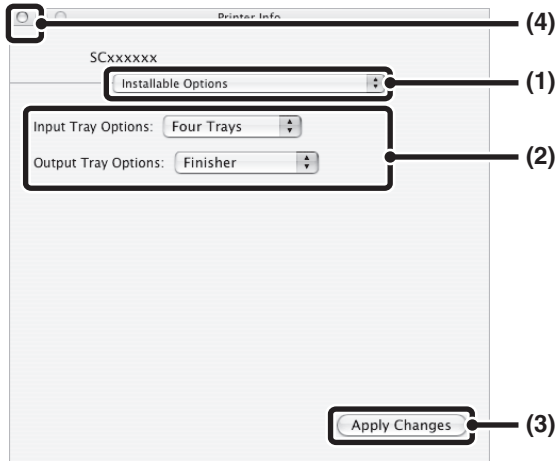 Printer Info
(4)
SCxxxxxx
Installable Options
(1)
Input Tray Options: Four Trays
Output Tray Options: Finisher
(2)
Apply Changes
(3)